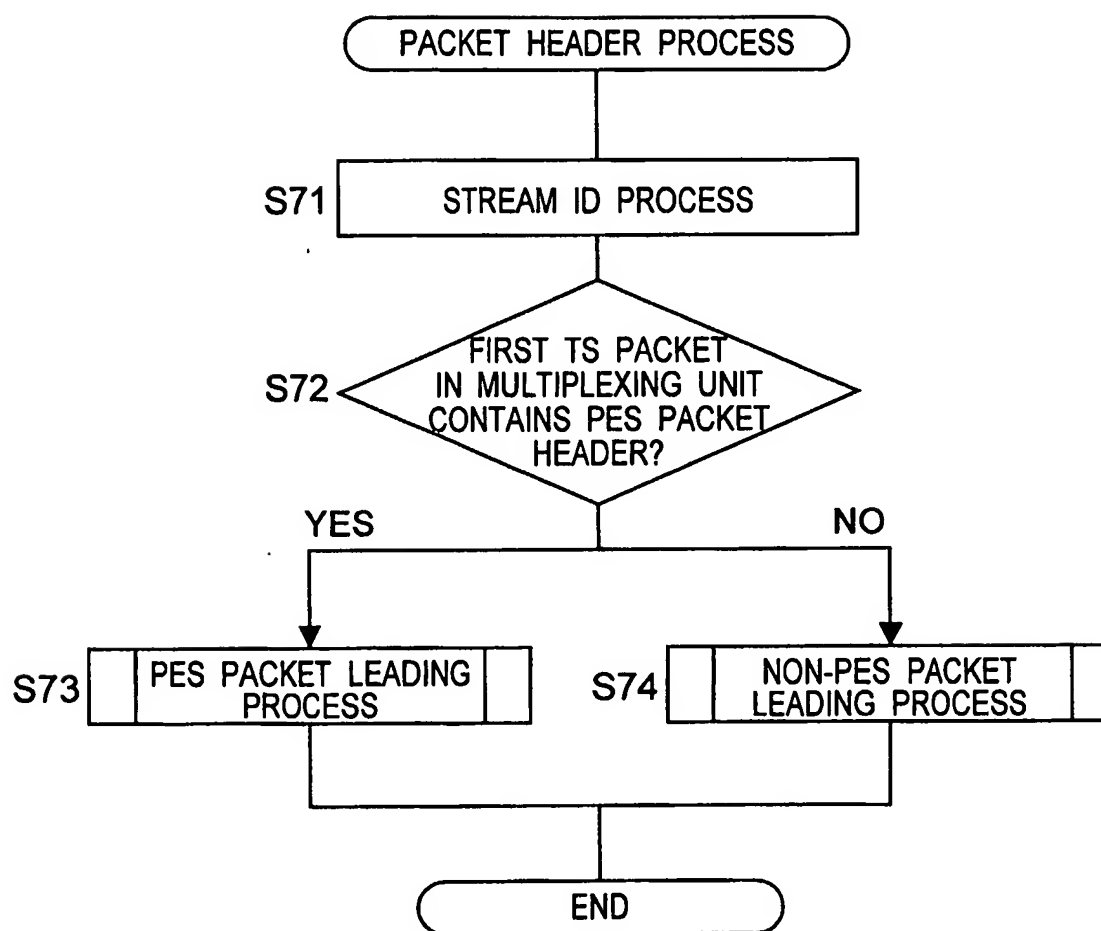 PACKET HEADER PROCESS
S71
STREAM ID PROCESS
S72
FIRST TS PACKET
IN MULTIPLEXING UNIT
CONTAINS PES PACKET
HEADER?
YES
NO
S73
PES PACKET LEADING
PROCESS
S74
NON-PES PACKET
LEADING PROCESS
END